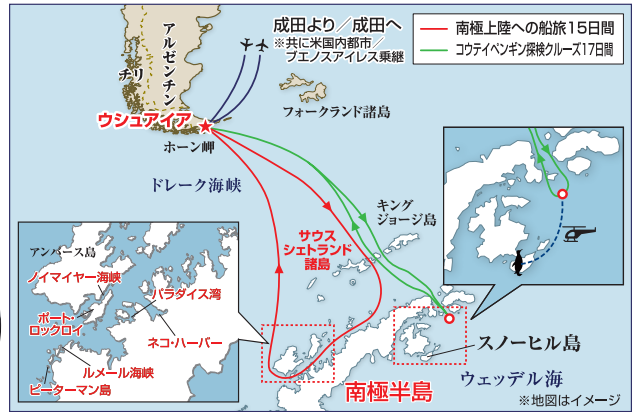 成田より／成田へ
※共に米国内都市／
ブエノスアイレス乗継
南極上陸への船旅15日間
コウテイペンギン探検クルーズ17日間
アルゼンチン
チリ
ウシュアイア
ホーン岬
フォークランド諸島
ドレーク海峡
キング
ジョージ島
サウス
シェトランド
諸島
アンバース島
ノイマイヤー海峡
パラダイス湾
ポート・
ロックロイ
ネコ・ハーバー
ルメール海峡
ピーターマン島
スノーヒル島
南極半島
ウェッデル海
※地図はイメージ